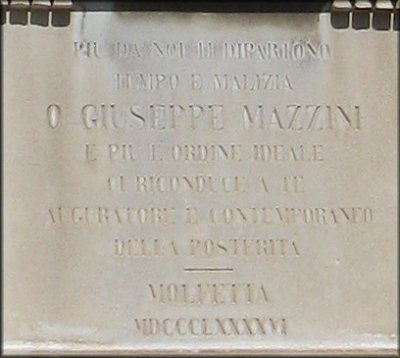 PIU DA NOI TI DIPARTONO
TEMPO E MALIZIA
O GIUSEPPE MAZZINI
E PIU L'ORDINE IDEALE
CI RICONDUCE A TE
AUGURATORE E CONTEMPORANEO
DELLA POSTERITA
MOLFETTA
MDCCCLXXXXVI